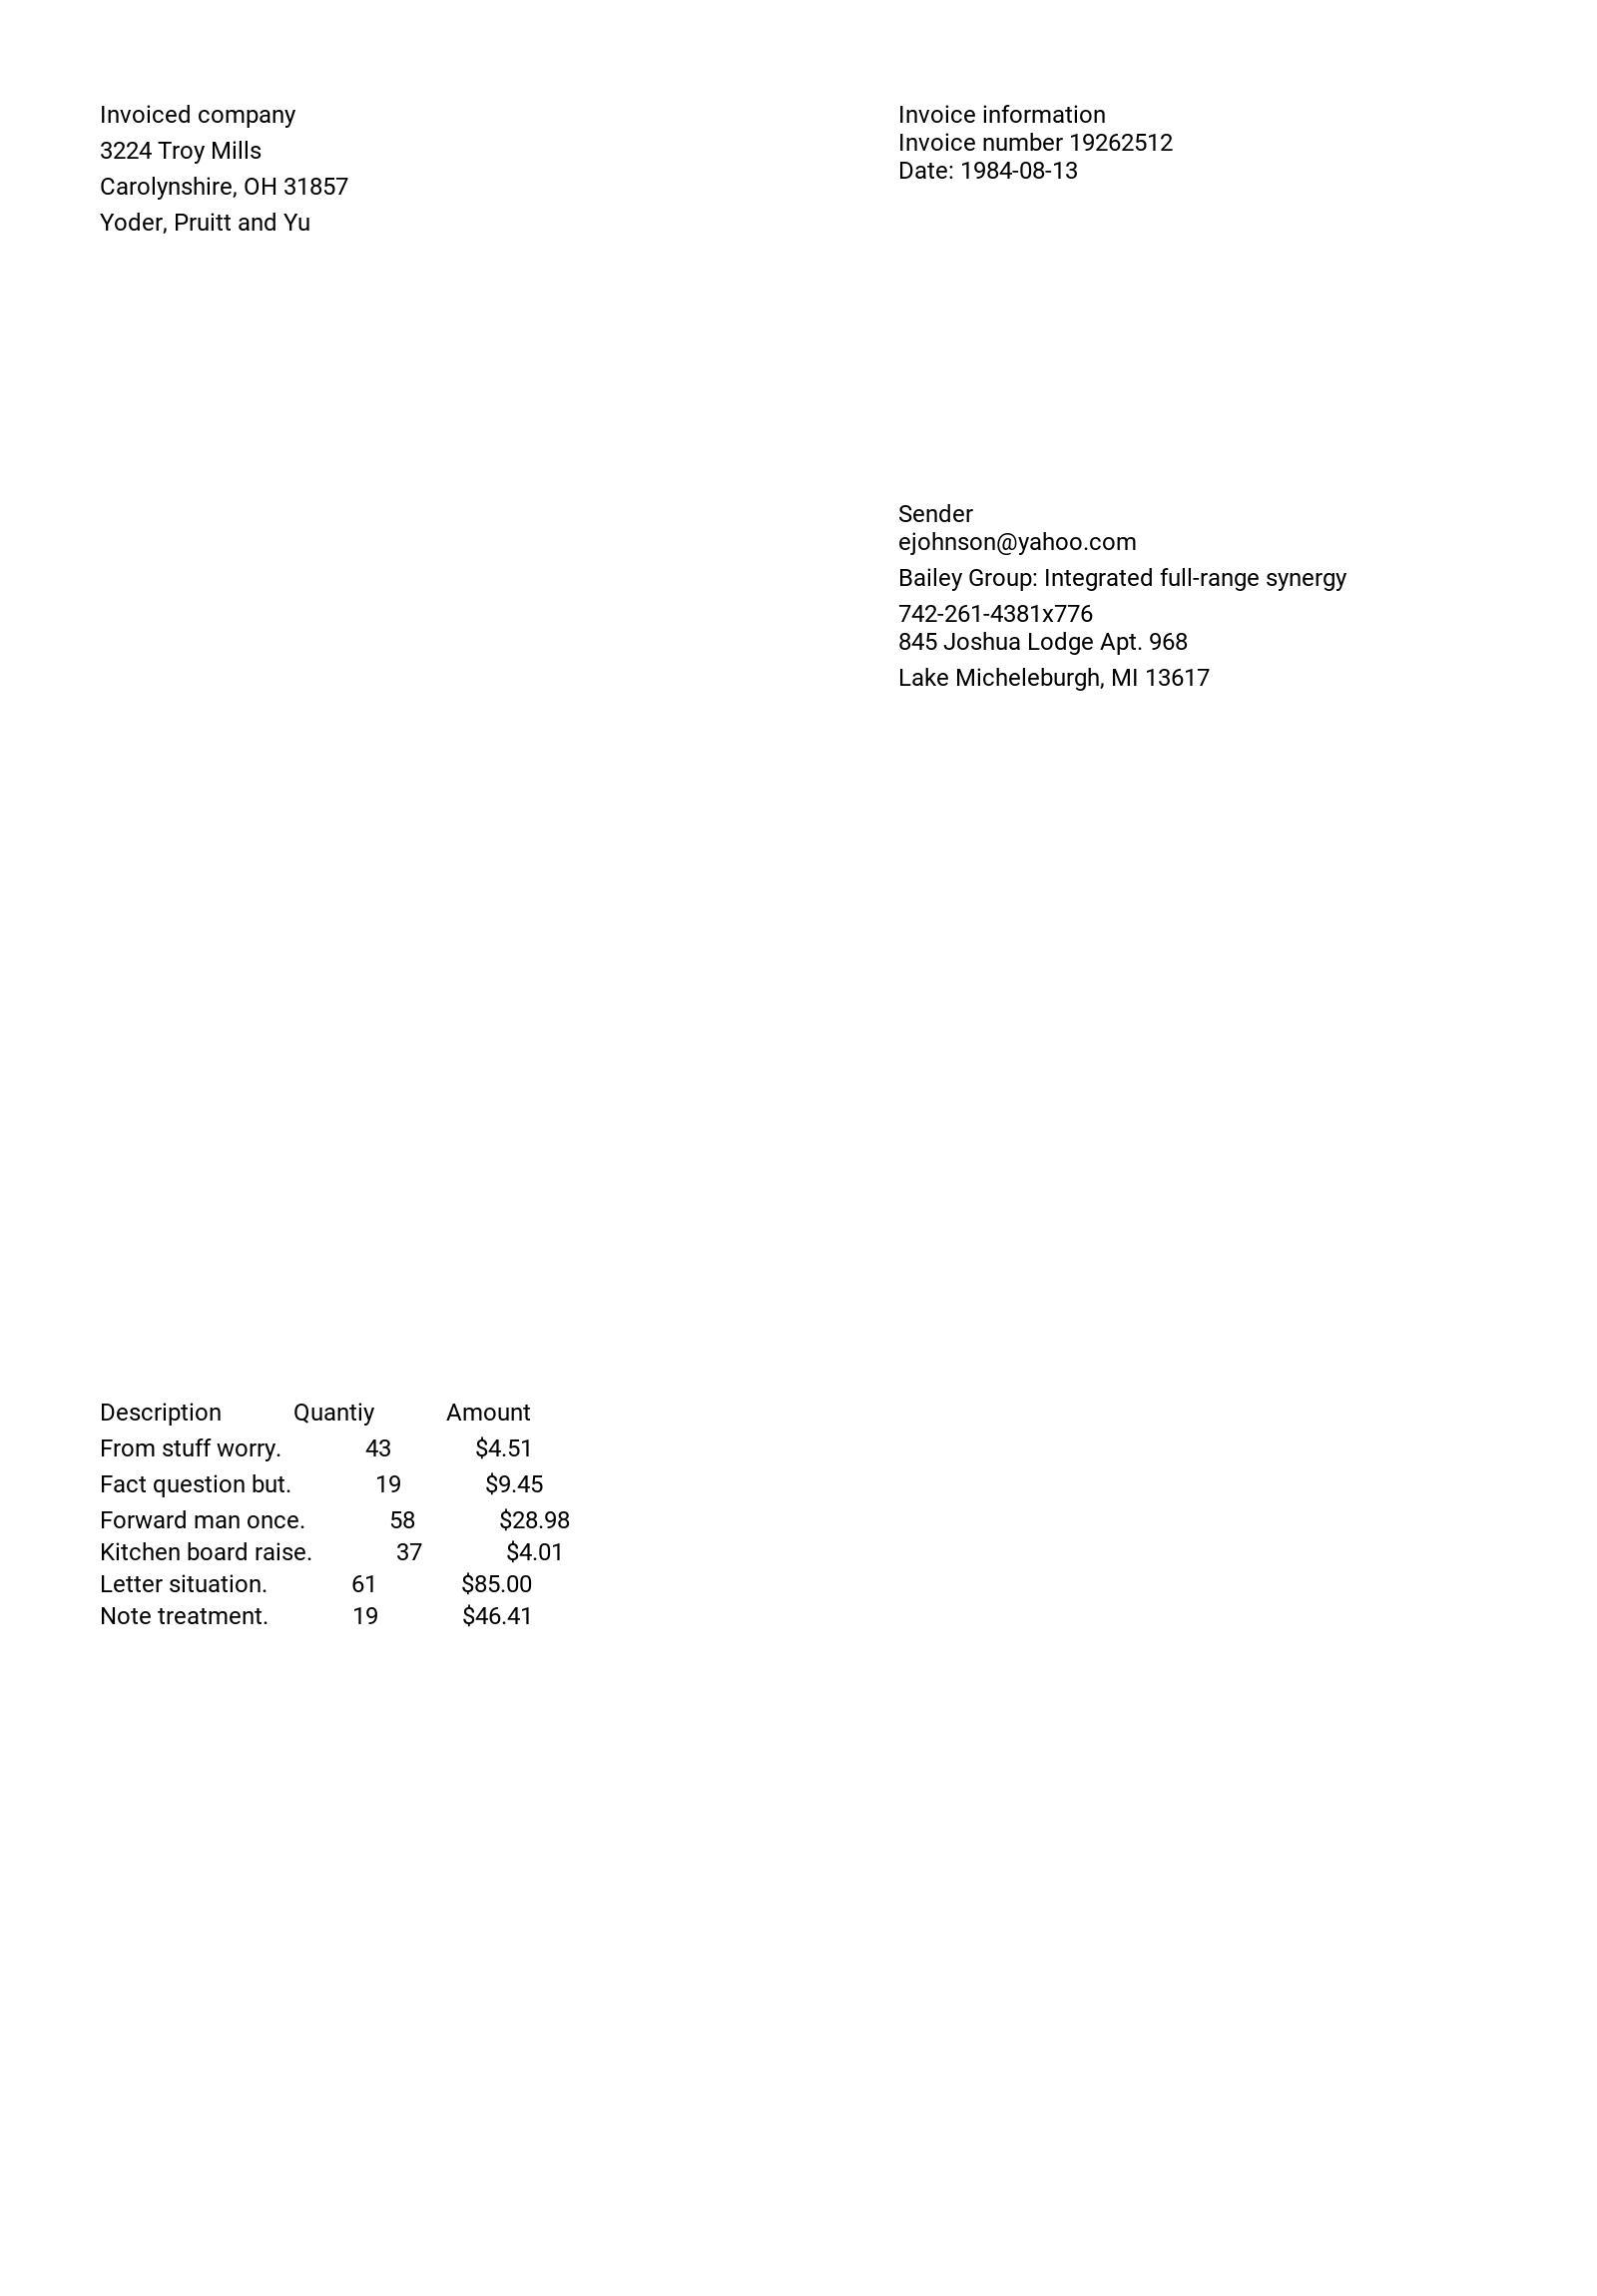 Invoiced company
3224 Troy Mills
Carolynshire, OH 31857
Yoder, Pruitt and Yu
Invoice information
Invoice number 19262512
Date: 1984-08-13
Sender
ejohnson@yahoo.com
Bailey Group: Integrated full-range synergy
742-261-4381x776
845 Joshua Lodge Apt. 968
Lake Micheleburgh, MI 13617
Description Quantiy Amount
From stuff worry. 43 $4.51
Fact question but. 19 $9.45
Forward man once. 58 $28.98
Kitchen board raise. 37 $4.01
Letter situation. 61 $85.00
Note treatment. 19 $46.41